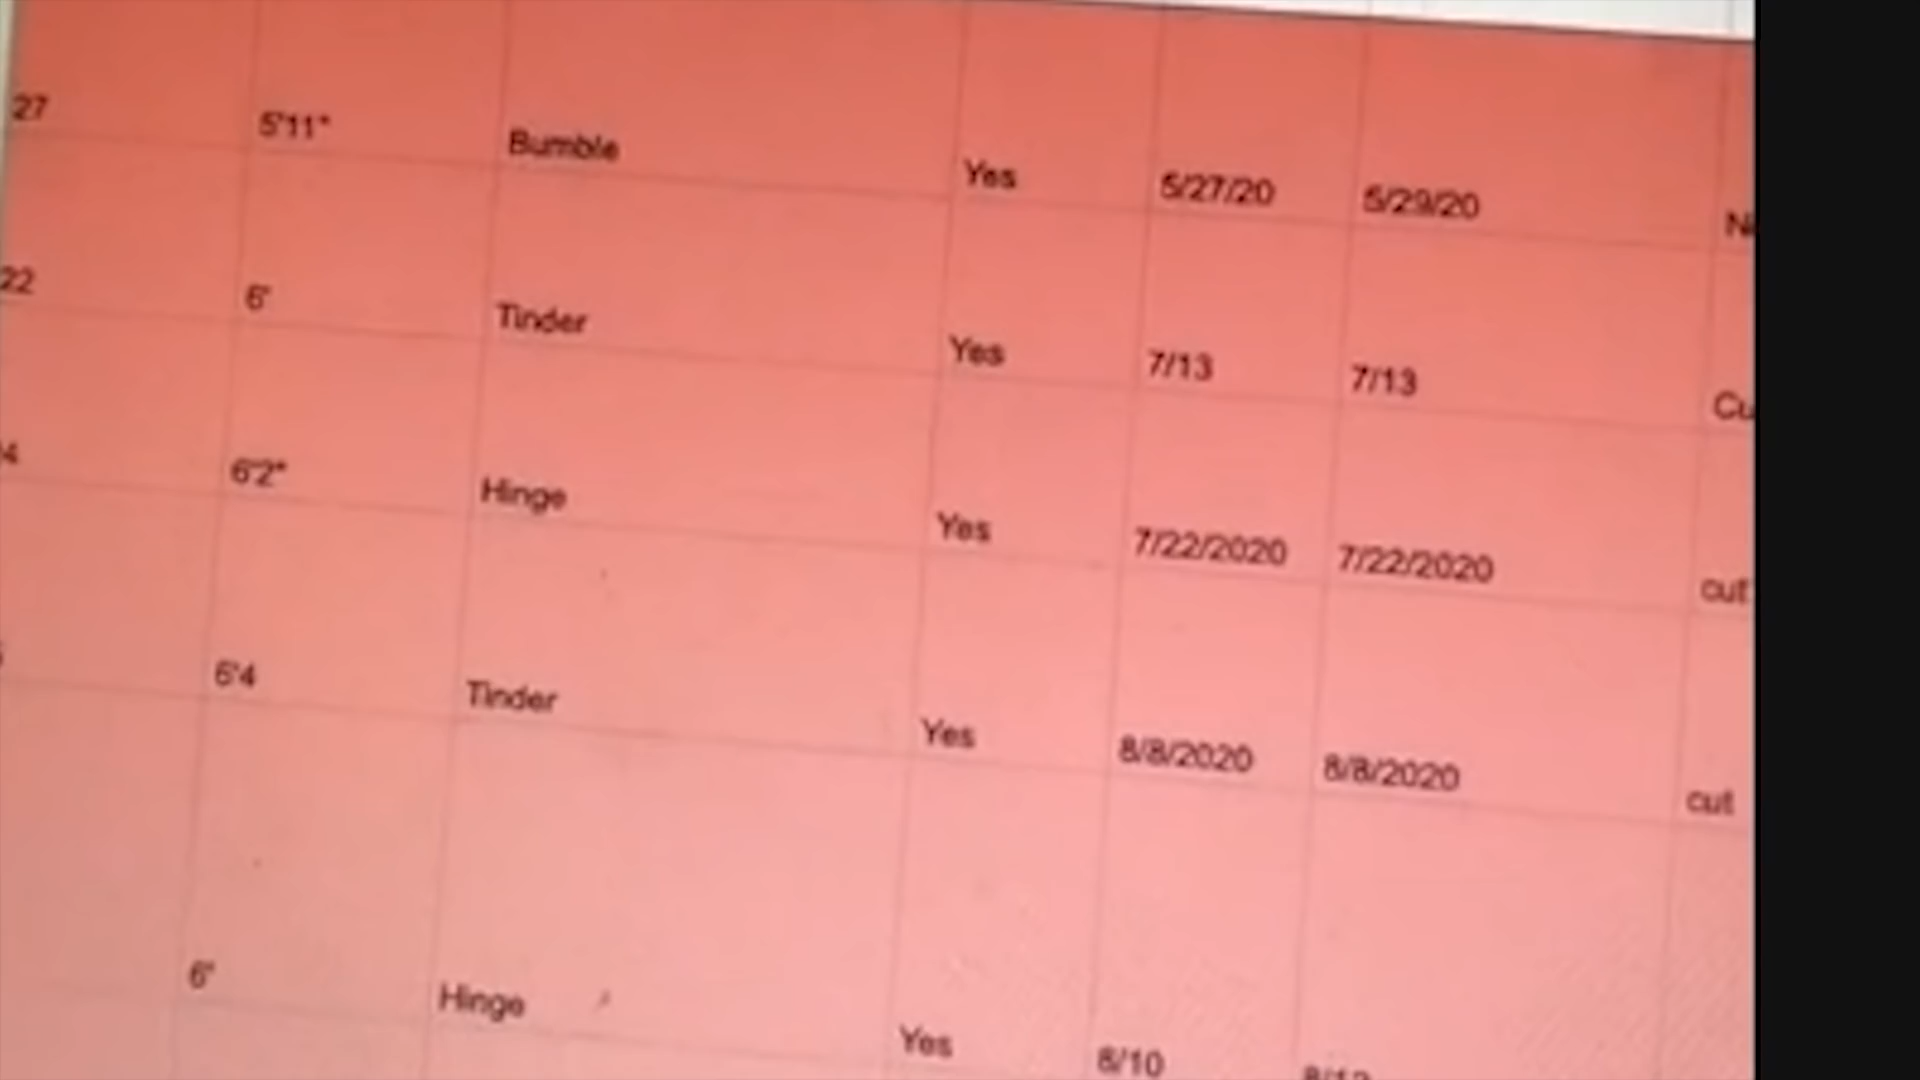 27 5'11" Bumble Yes 5/27/20 5/29/20
22 6' Tinder Yes 7/13 7/13
6'2" Hinge Yes 7/22/2020 7/22/2020 cut
6'4 Tinder Yes 8/8/2020 8/8/2020 cut
6' Hinge Yes 8/10